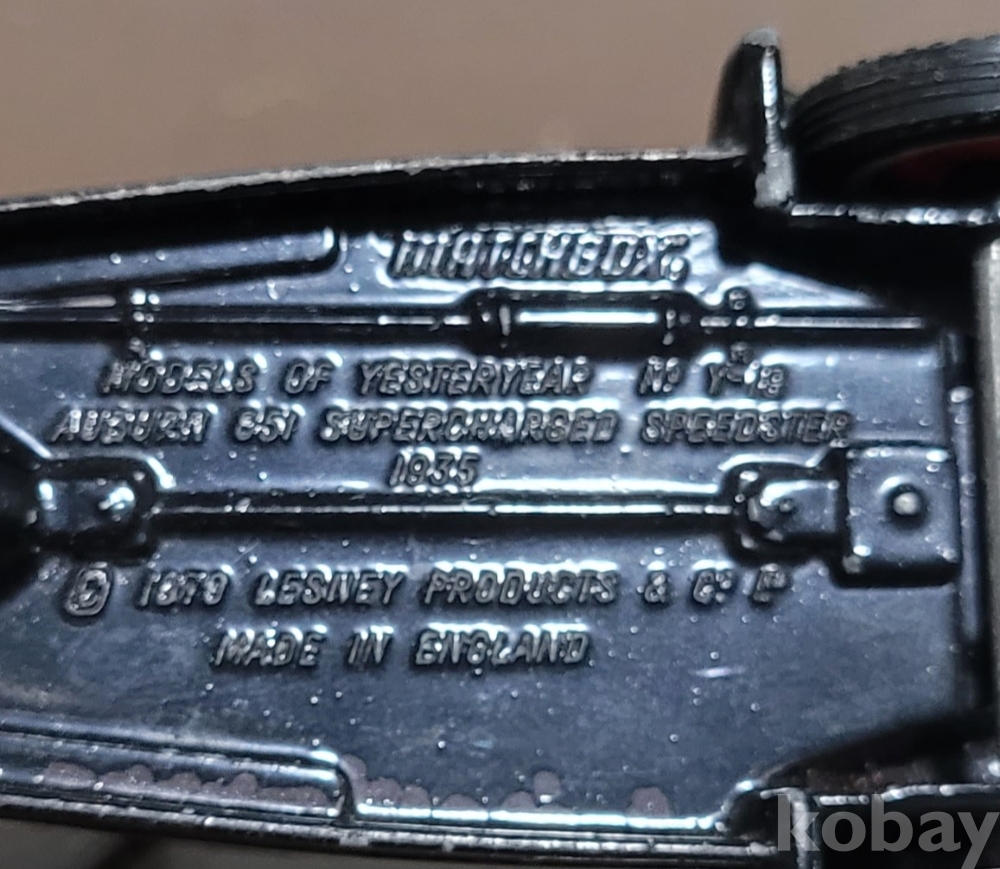 MATCHBOX
MODELS OF YESTERYEAR Nº Y-19
AUBURN 851 SUPERCHARGED SPEEDSTER
1935
© 1979 LESNEY PRODUCTS & Cº Lᴰ
MADE IN ENGLAND
kobay